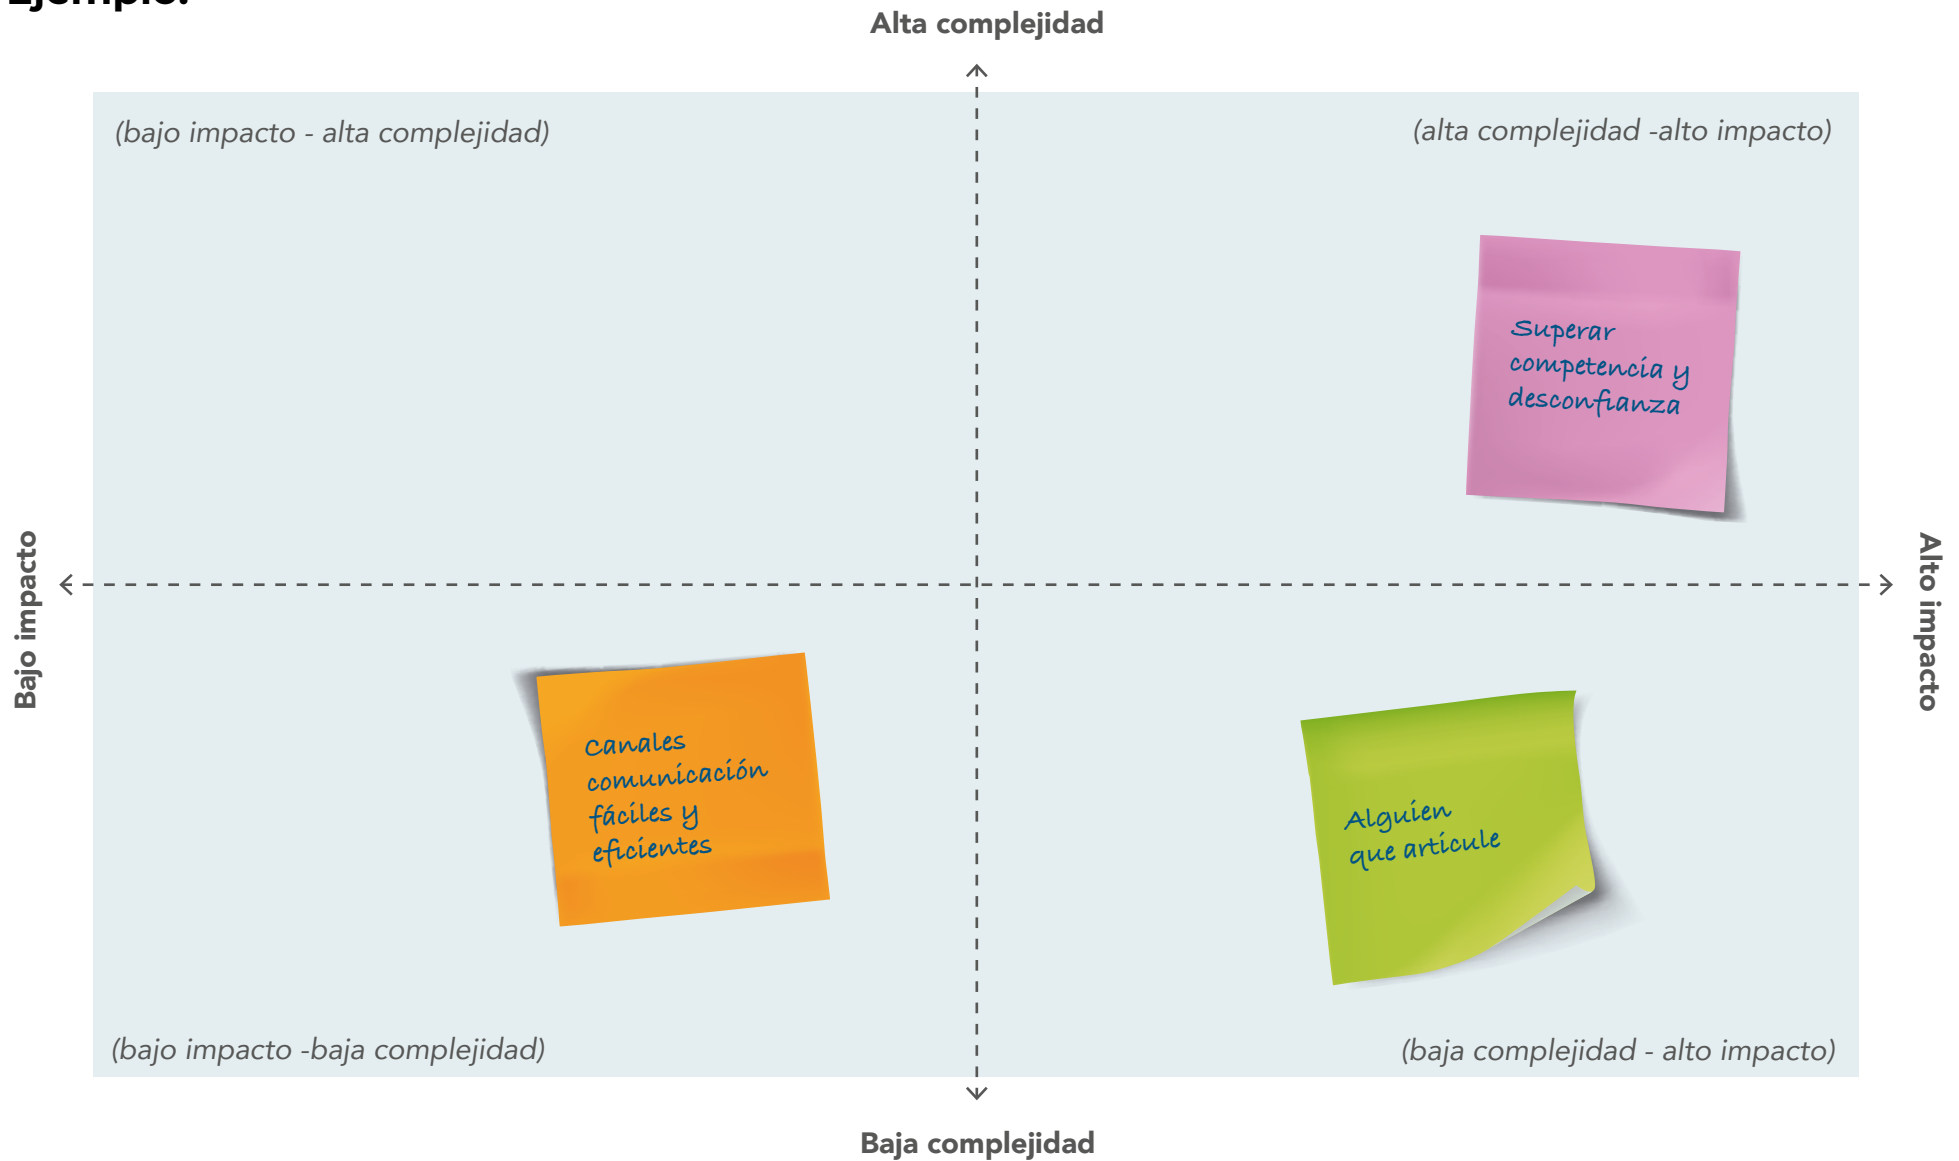 Ejemplo:
Alta complejidad
(bajo impacto - alta complejidad)
(alta complejidad -alto impacto)
Superar
competencia y
desconfianza
Bajo impacto
Alto impacto
Canales
comunicación
fáciles y
eficientes
Alguien
que articule
(bajo impacto -baja complejidad)
(baja complejidad - alto impacto)
Baja complejidad